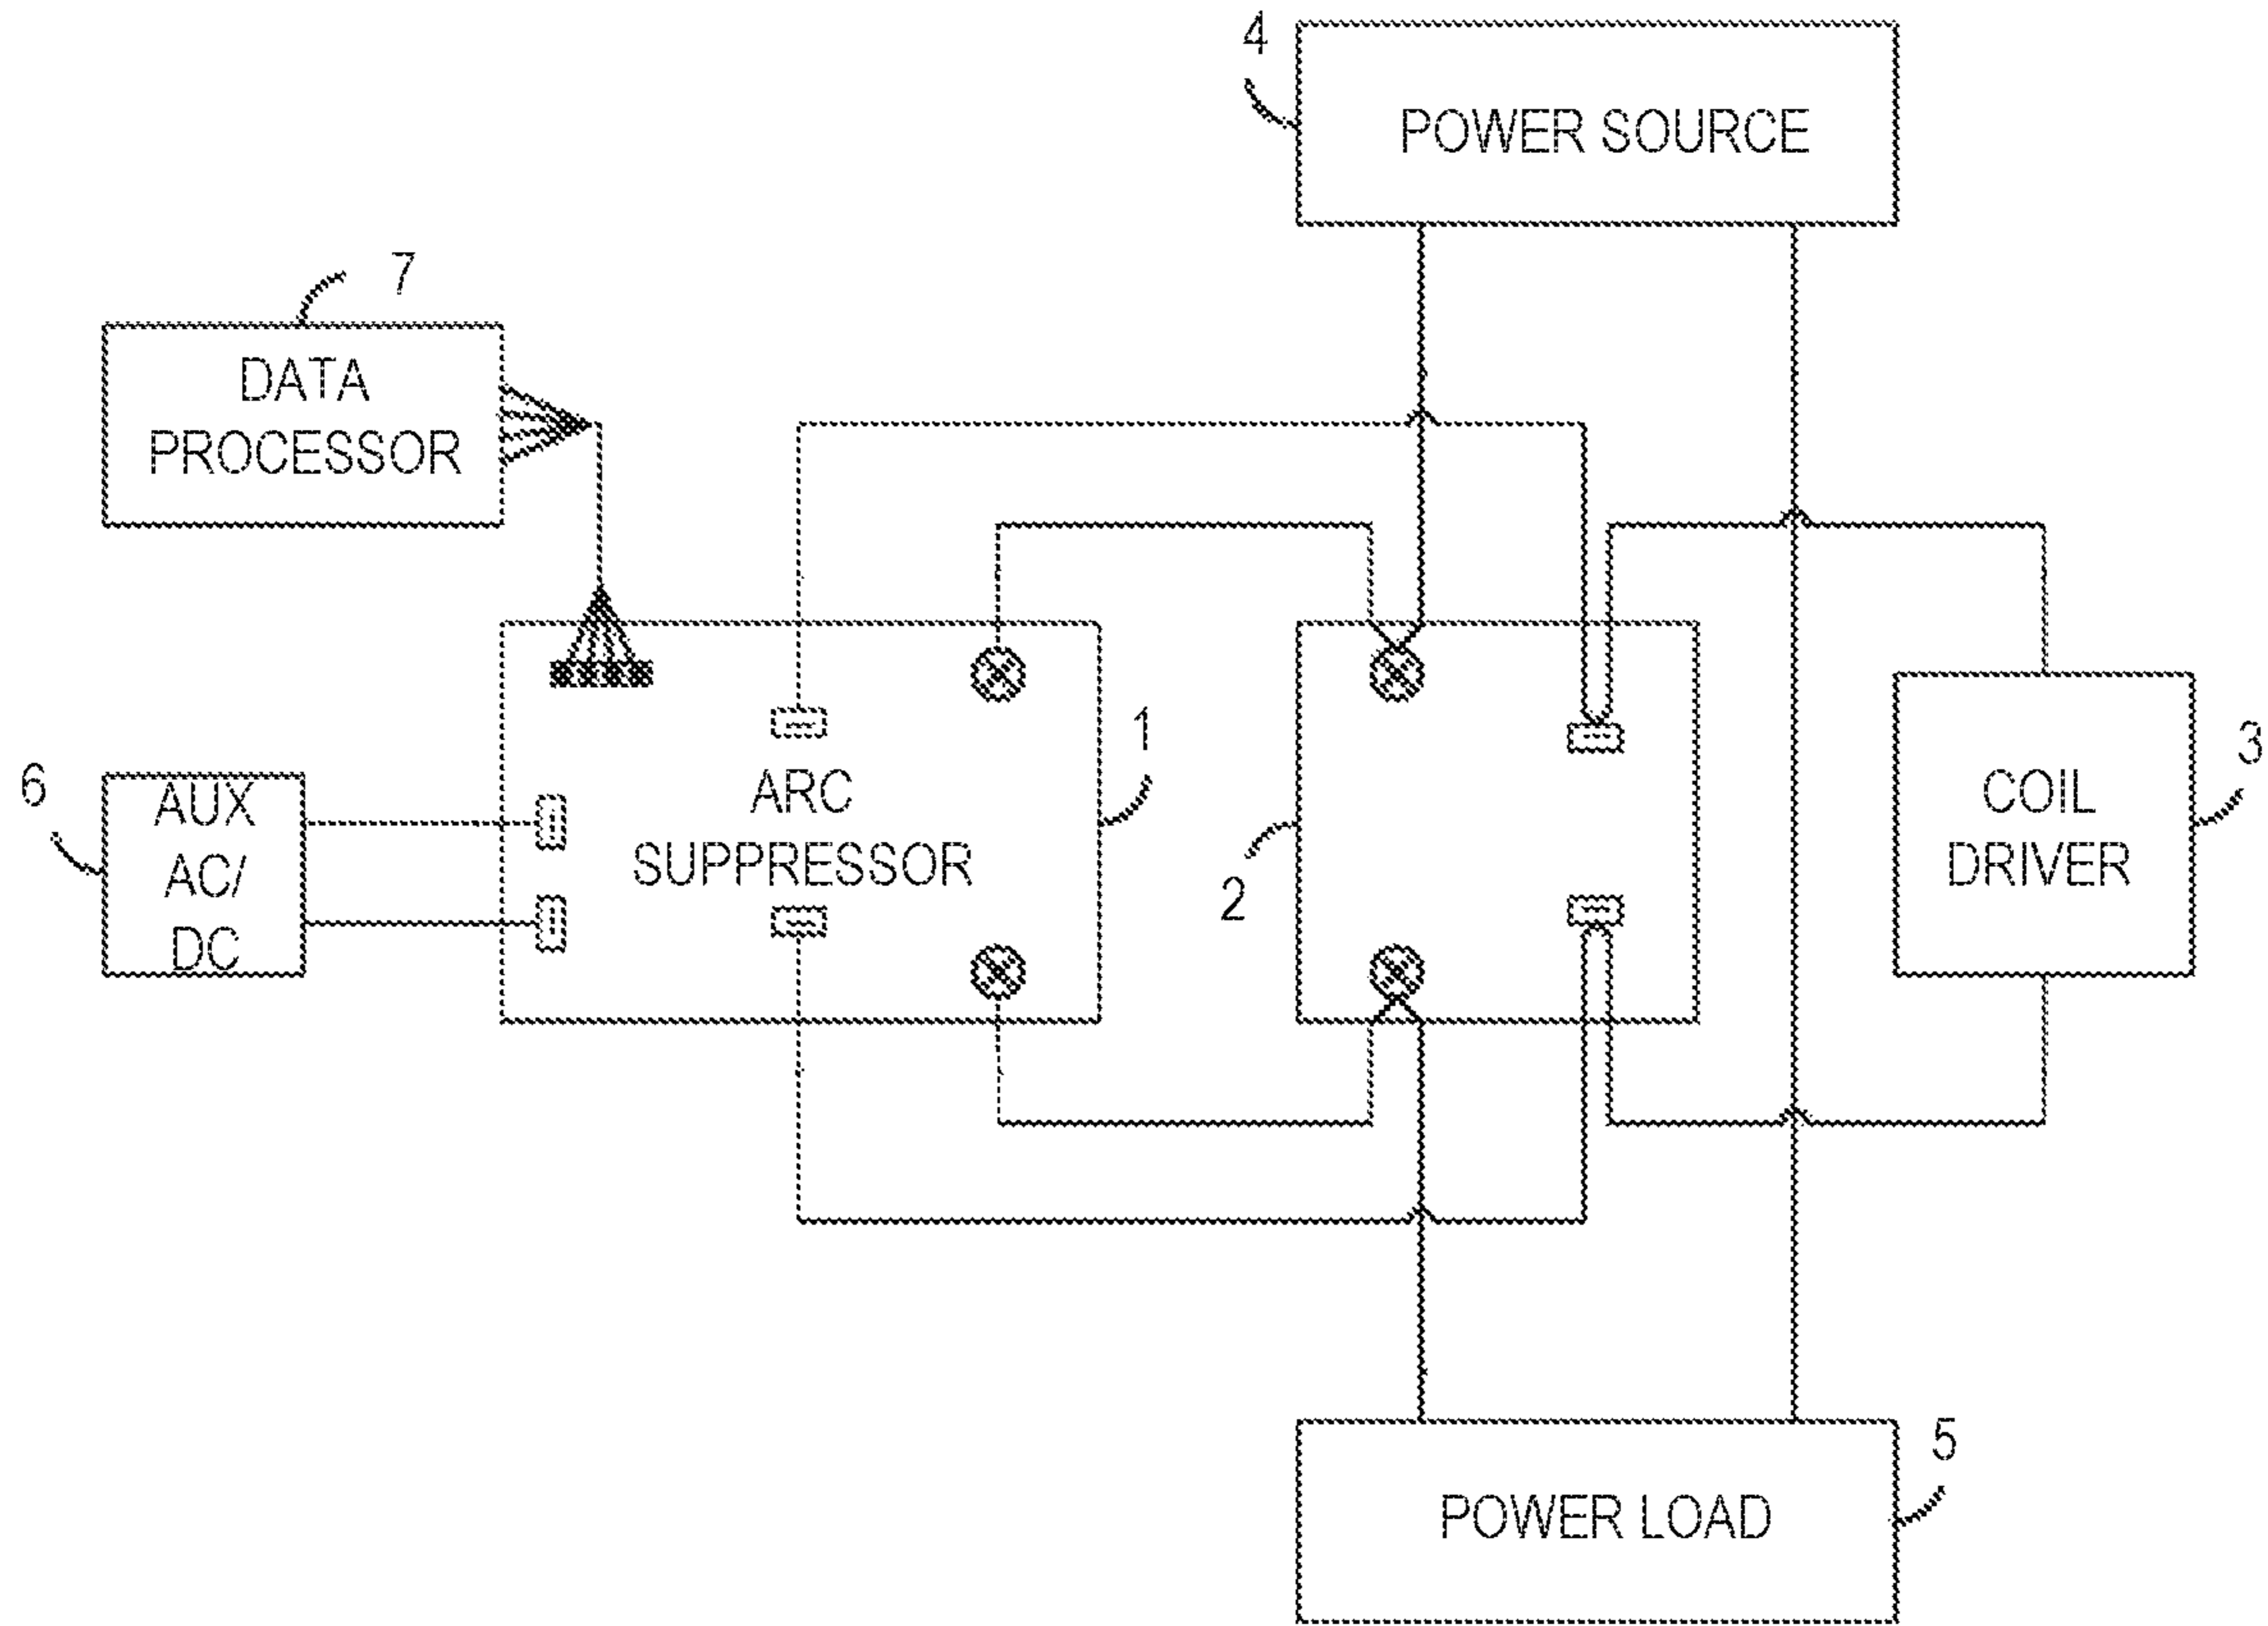 4
POWER SOURCE
7
DATA
PROCESSOR
1
ARC
SUPPRESSOR
6
AUX
AC/
DC
2
3
COIL
DRIVER
5
POWER LOAD